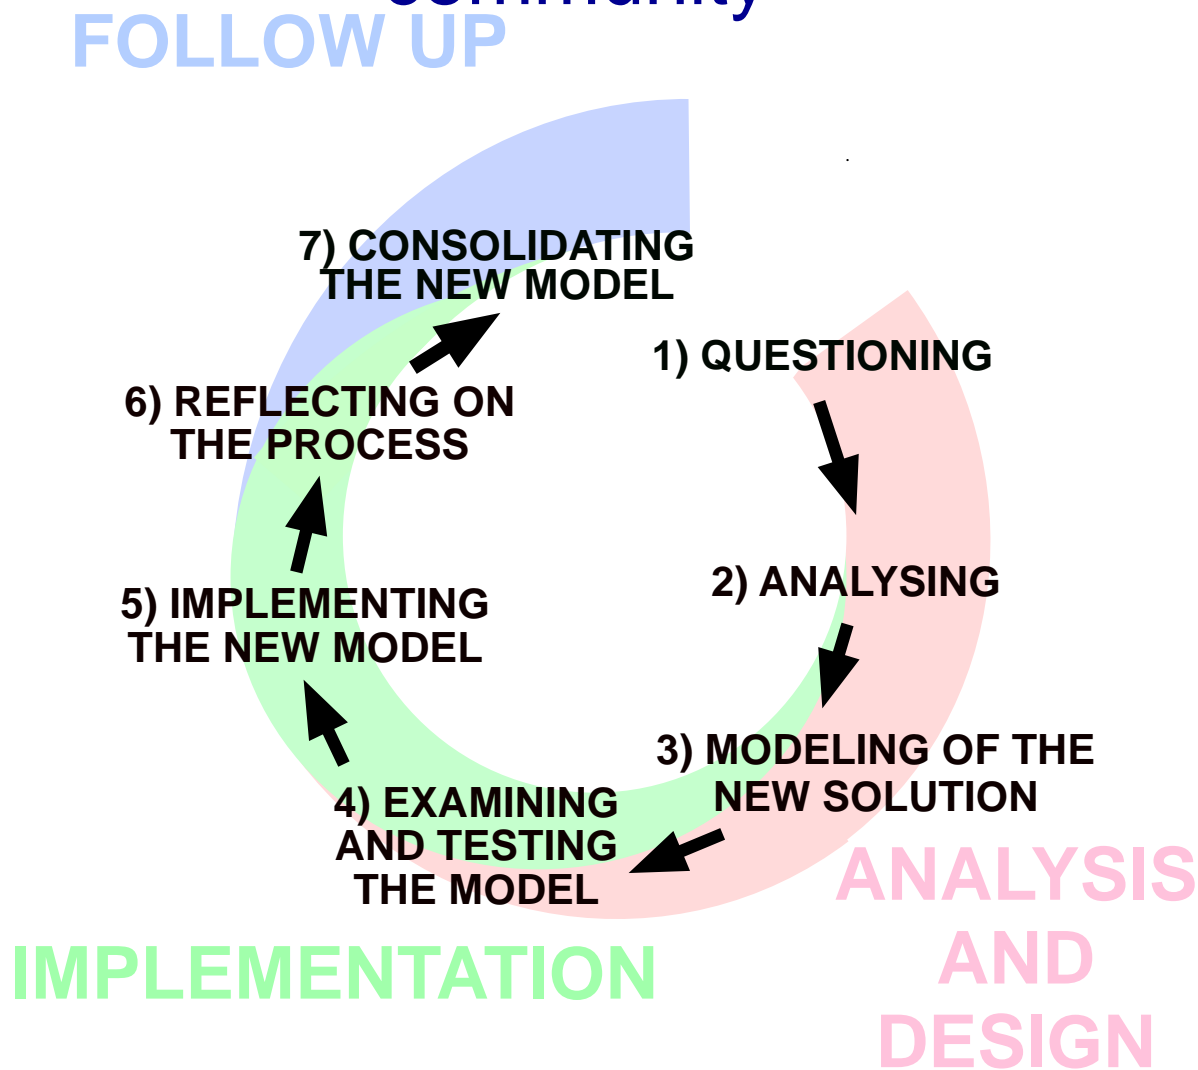 community
FOLLOW UP
7) CONSOLIDATING
THE NEW MODEL
1) QUESTIONING
6) REFLECTING ON
THE PROCESS
2) ANALYSING
5) IMPLEMENTING
THE NEW MODEL
3) MODELING OF THE
NEW SOLUTION
4) EXAMINING
AND TESTING
THE MODEL
ANALYSIS
AND
DESIGN
IMPLEMENTATION